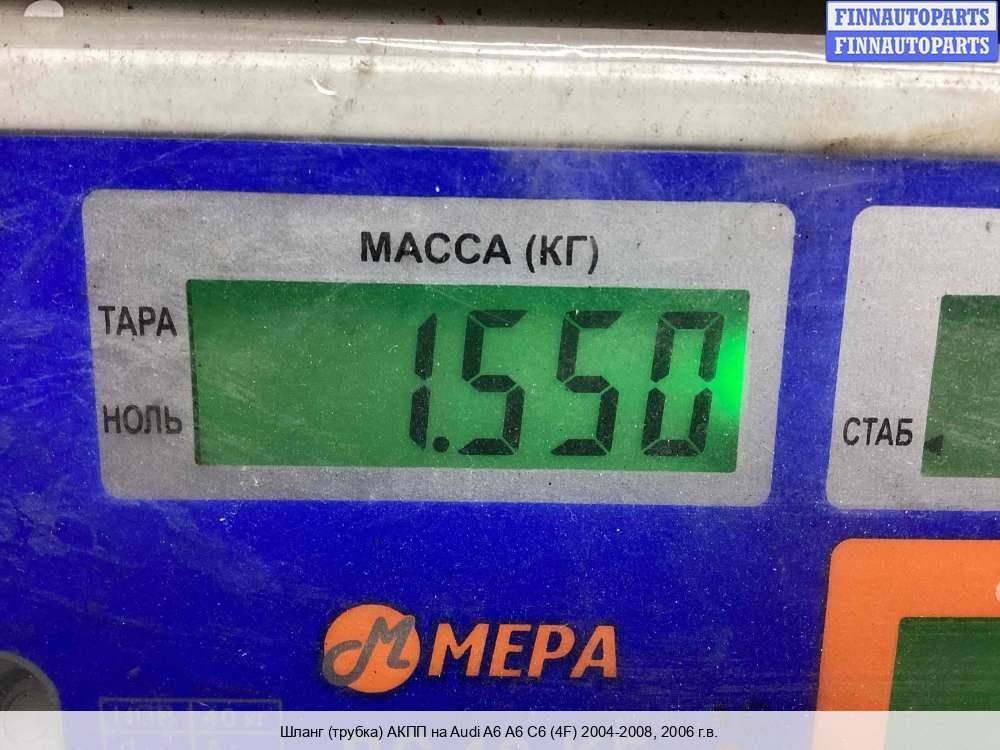 FINNAUTOPARTS
FINNAUTOPARTS
МАССА (КГ)
ТАРА
1.550
НОЛЬ
СТАБ
М МЕРА
Шланг (трубка) АКПП на Audi A6 A6 C6 (4F) 2004-2008, 2006 г.в.